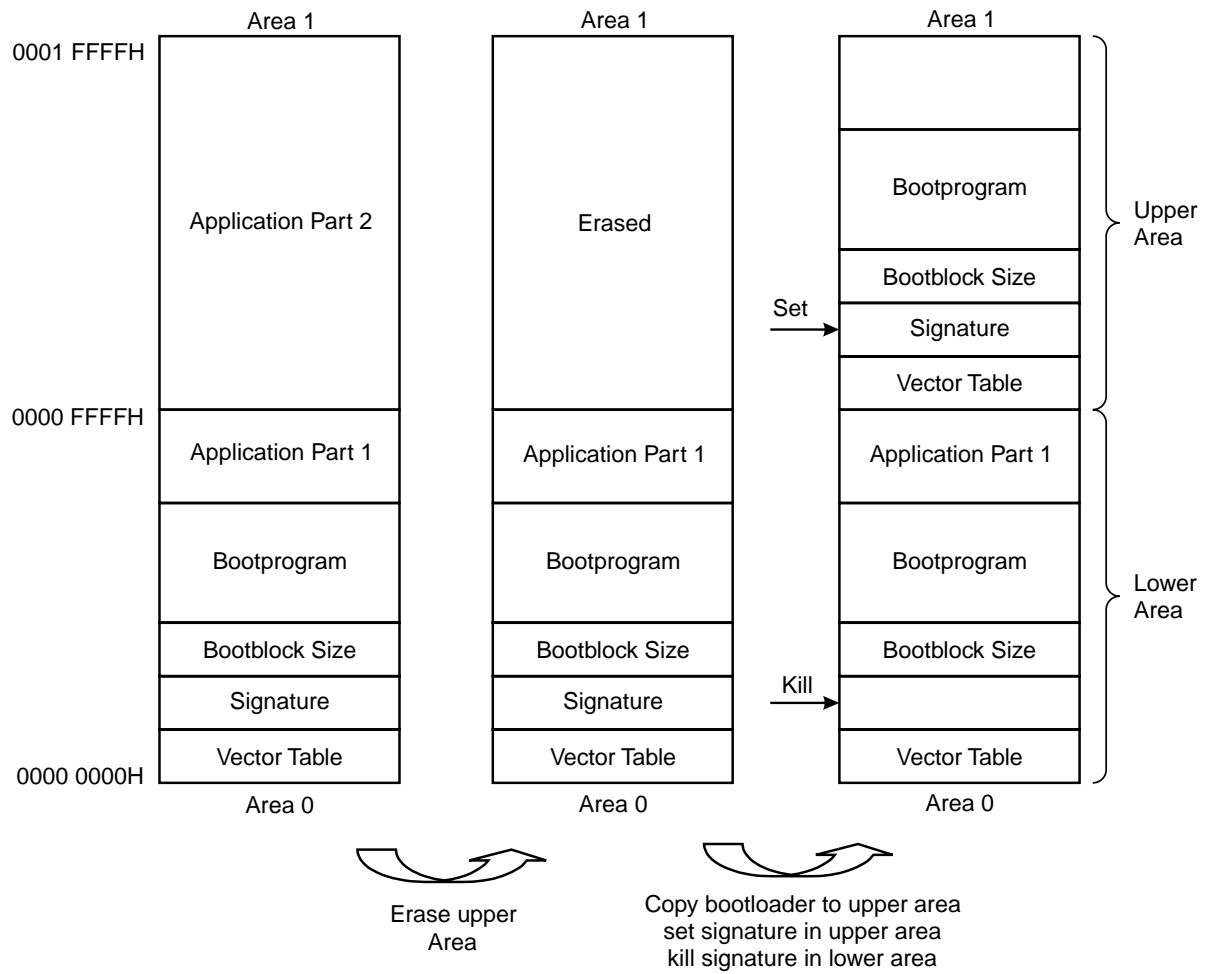 Area 1
Area 1
Area 1
0001 FFFFH
Application Part 2
Erased
Bootprogram
Upper
Area
Bootblock Size
Set
Signature
Vector Table
0000 FFFFH
Application Part 1
Application Part 1
Application Part 1
Bootprogram
Bootprogram
Bootprogram
Lower
Area
Bootblock Size
Bootblock Size
Bootblock Size
Signature
Signature
Kill
Vector Table
Vector Table
Vector Table
0000 0000H
Area 0
Area 0
Area 0
Erase upper
Area
Copy bootloader to upper area
set signature in upper area
kill signature in lower area